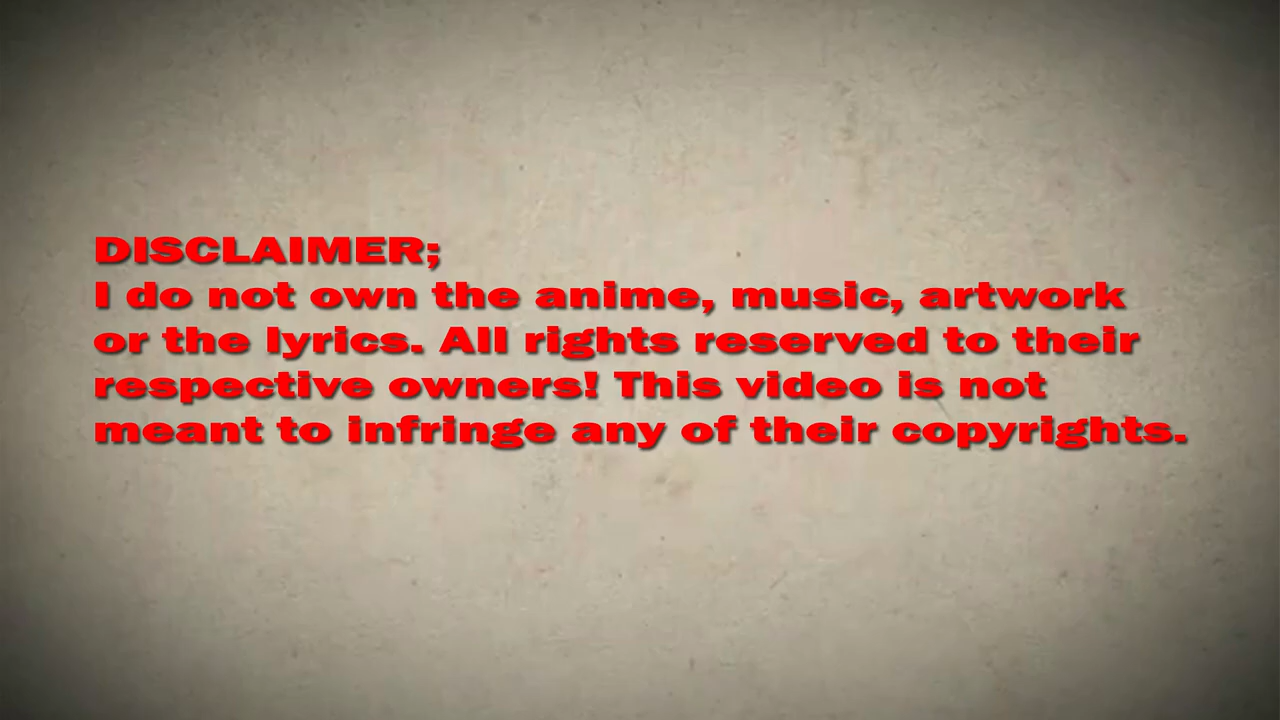 DISCLAIMER;
I do not own the anime, music, artwork
or the lyrics. All rights reserved to their
respective owners! This video is not
meant to infringe any of their copyrights.